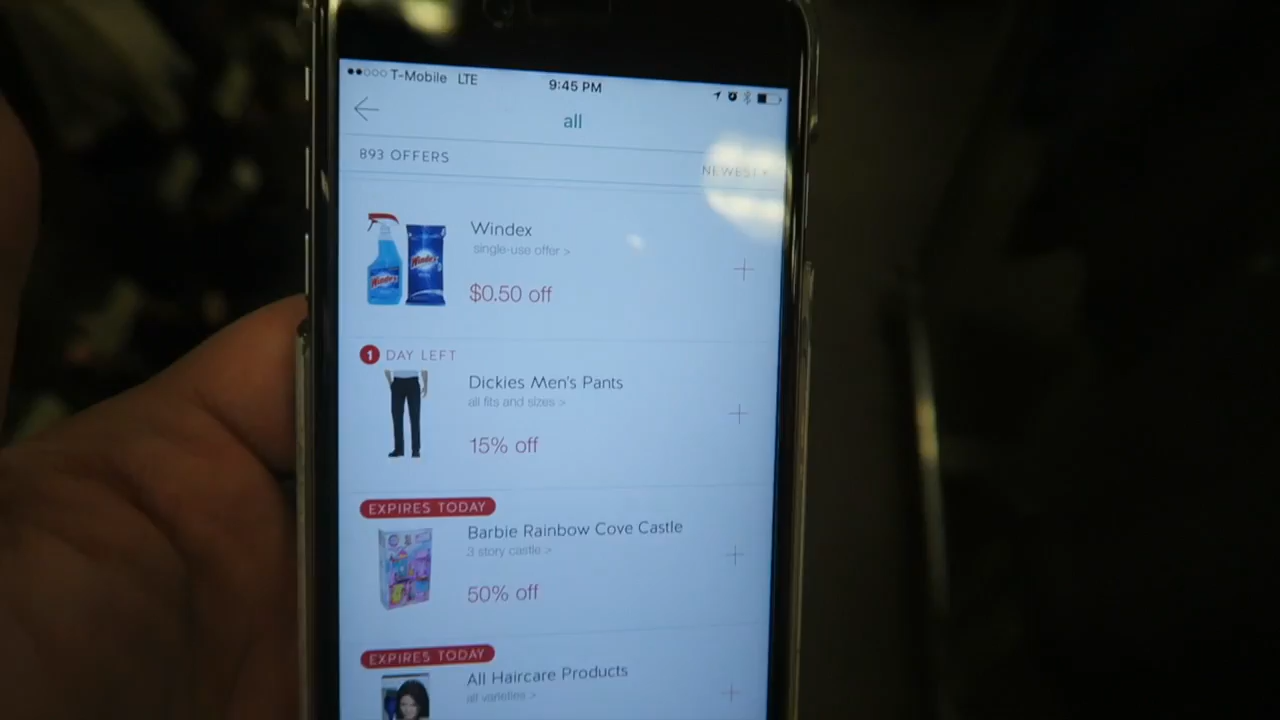 T-Mobile LTE 9:45 PM
all
893 OFFERS
NEWEST
Windex
single-use offer >
$0.50 off
Windex
Windex
1 DAY LEFT
Dickies Men's Pants
all fits and sizes >
15% off
EXPIRES TODAY
Barbie Rainbow Cove Castle
3 story castle >
50% off
EXPIRES TODAY
All Haircare Products
all varieties >